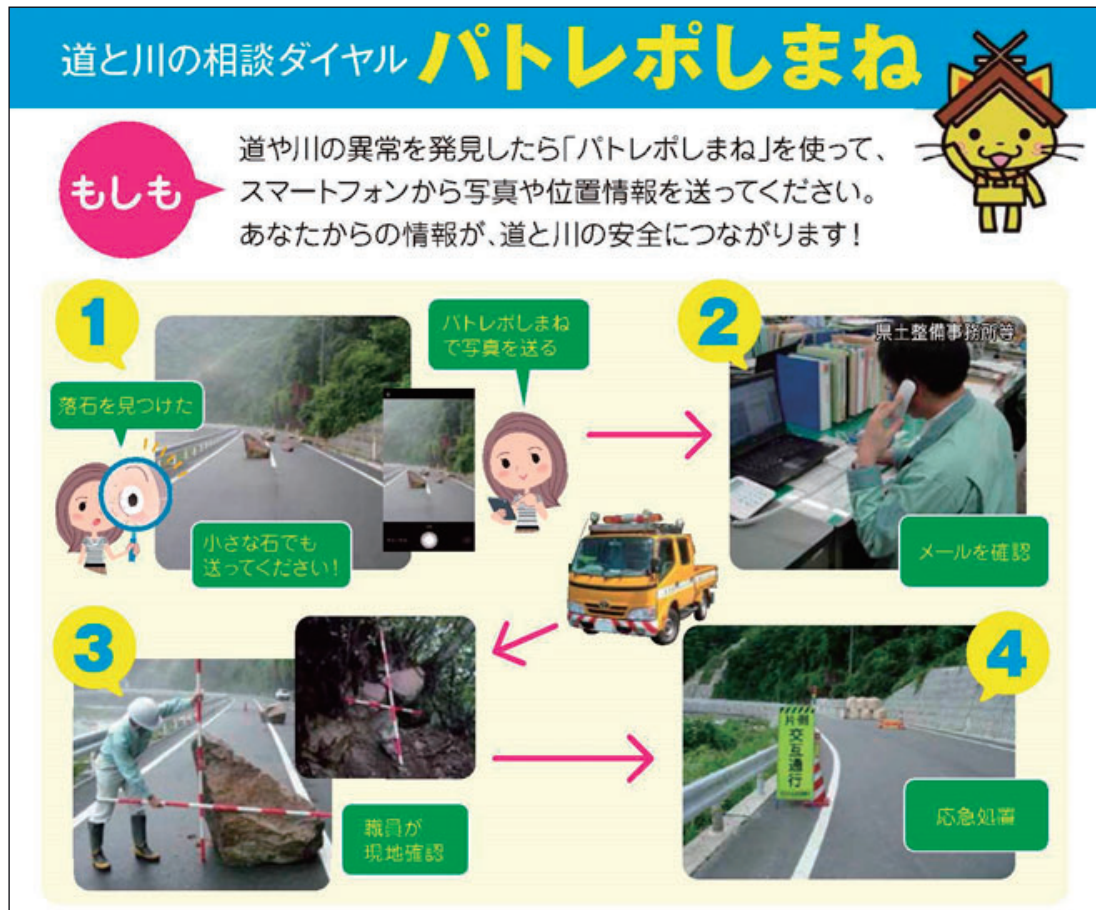 道と川の相談ダイヤル パトレポしまね
もしも
道や川の異常を発見したら「パトレポしまね」を使って、
スマートフォンから写真や位置情報を送ってください。
あなたからの情報が、道と川の安全につながります!
1
落石を見つけた
小さな石でも
送ってください!
パトレポしまね
で写真を送る
2
県土整備事務所等
メールを確認
3
職員が
現地確認
4
片側
交互通行
応急処置